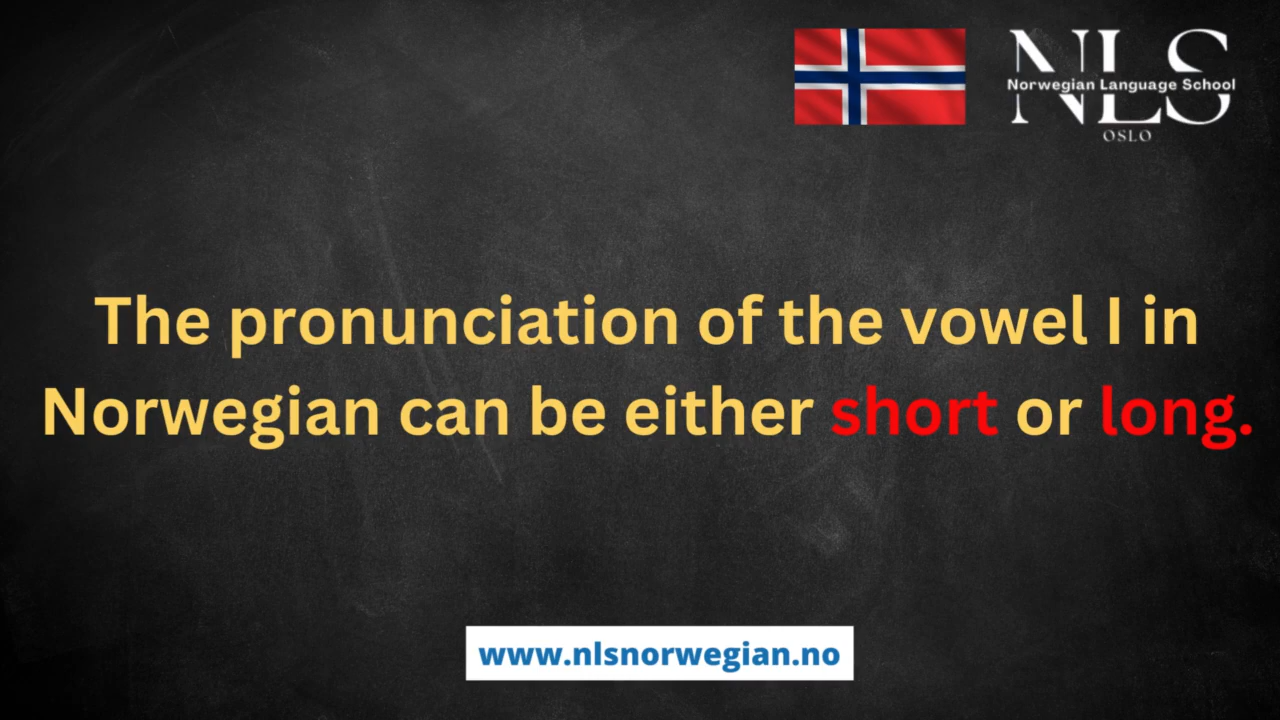 NLS
Norwegian Language School
OSLO
The pronunciation of the vowel I in
Norwegian can be either short or long.
www.nlsnorwegian.no